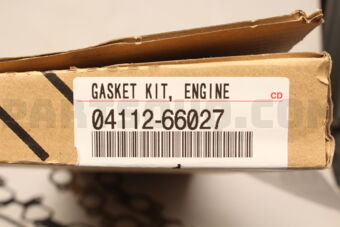 GASKET KIT, ENGINE
CD
04112-66027